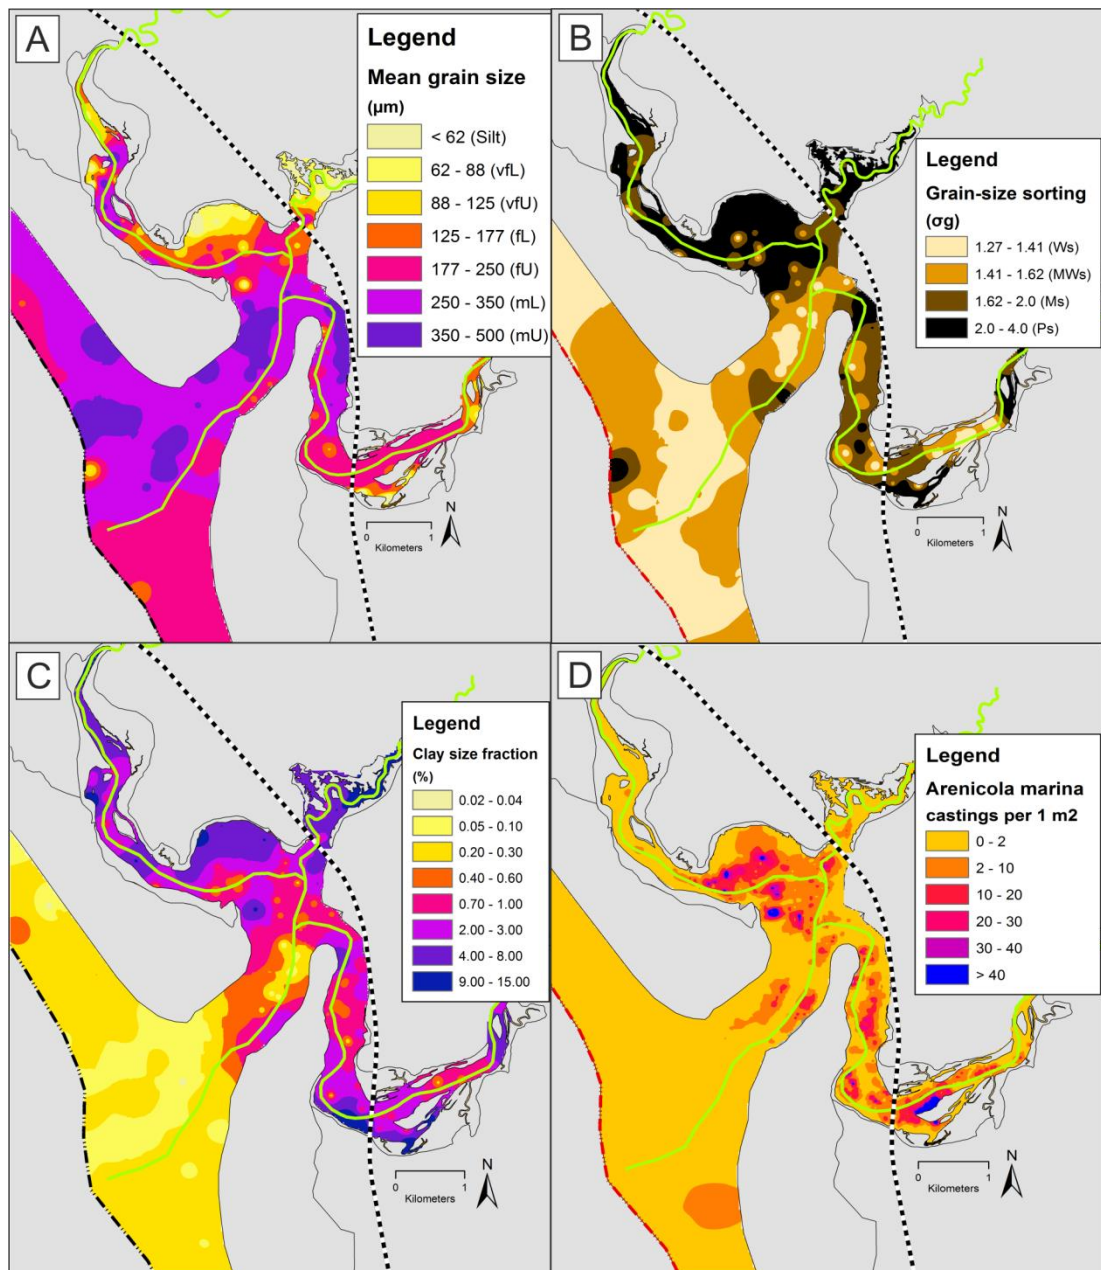 A
Legend
Mean grain size
(µm)
< 62 (Silt)
62 - 88 (vfL)
88 - 125 (vfU)
125 - 177 (fL)
177 - 250 (fU)
250 - 350 (mL)
350 - 500 (mU)
N
0 1
Kilometers
B
Legend
Grain-size sorting
(σg)
1.27 - 1.41 (Ws)
1.41 - 1.62 (MWs)
1.62 - 2.0 (Ms)
2.0 - 4.0 (Ps)
N
0 1
Kilometers
C
Legend
Clay size fraction
(%)
0.02 - 0.04
0.05 - 0.10
0.20 - 0.30
0.40 - 0.60
0.70 - 1.00
2.00 - 3.00
4.00 - 8.00
9.00 - 15.00
N
0 1
Kilometers
D
Legend
Arenicola marina
castings per 1 m2
0 - 2
2 - 10
10 - 20
20 - 30
30 - 40
> 40
N
0 1
Kilometers